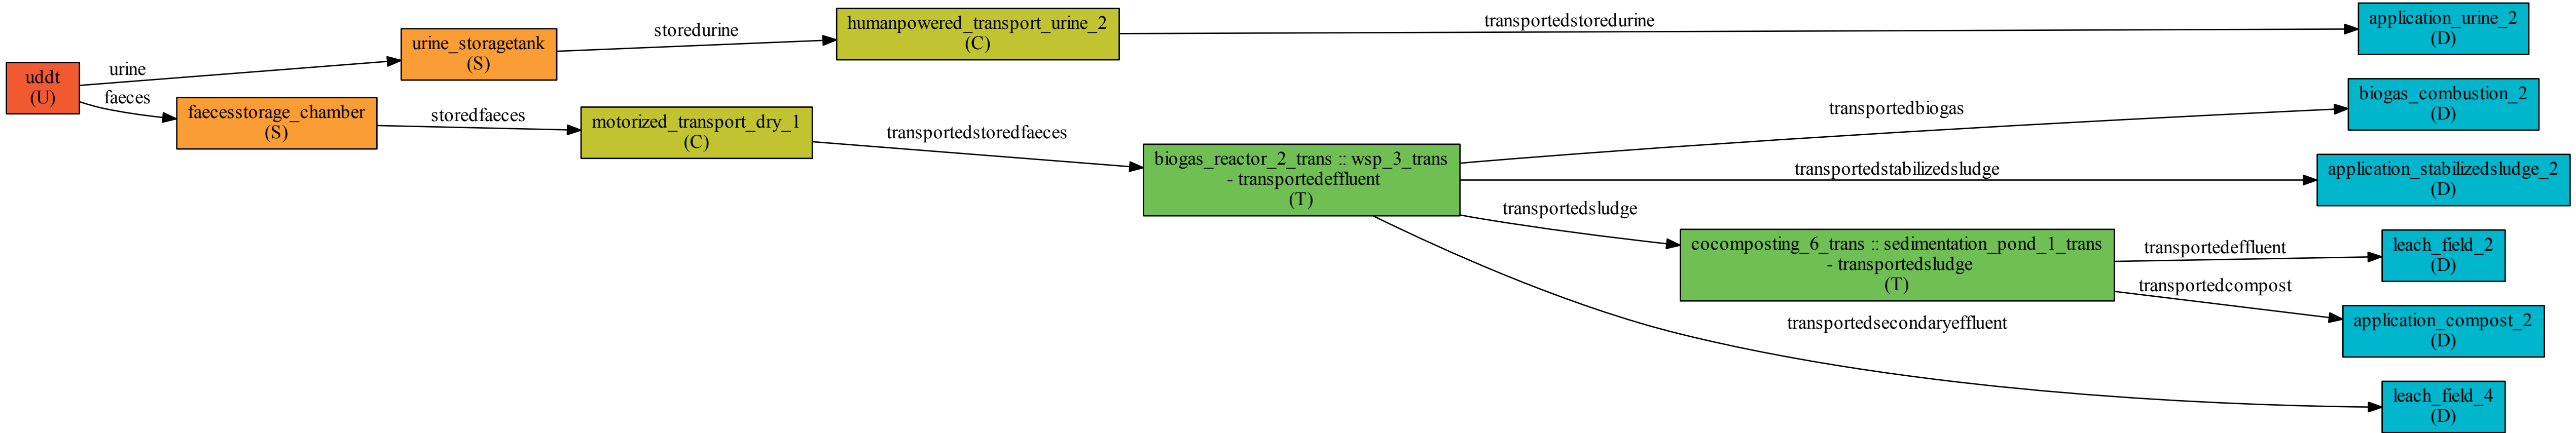 uddt
(U)
urine
faeces
urine_storagetank
(S)
faecesstorage_chamber
(S)
storedurine
storedfaeces
humanpowered_transport_urine_2
(C)
motorized_transport_dry_1
(C)
transportedstoredurine
transportedstoredfaeces
biogas_reactor_2_trans :: wsp_3_trans
- transportedeffluent
(T)
transportedbiogas
transportedstabilizedsludge
transportedsludge
transportedsecondaryeffluent
cocomposting_6_trans :: sedimentation_pond_1_trans
- transportedsludge
(T)
transportedeffluent
transportedcompost
application_urine_2
(D)
biogas_combustion_2
(D)
application_stabilizedsludge_2
(D)
leach_field_2
(D)
application_compost_2
(D)
leach_field_4
(D)